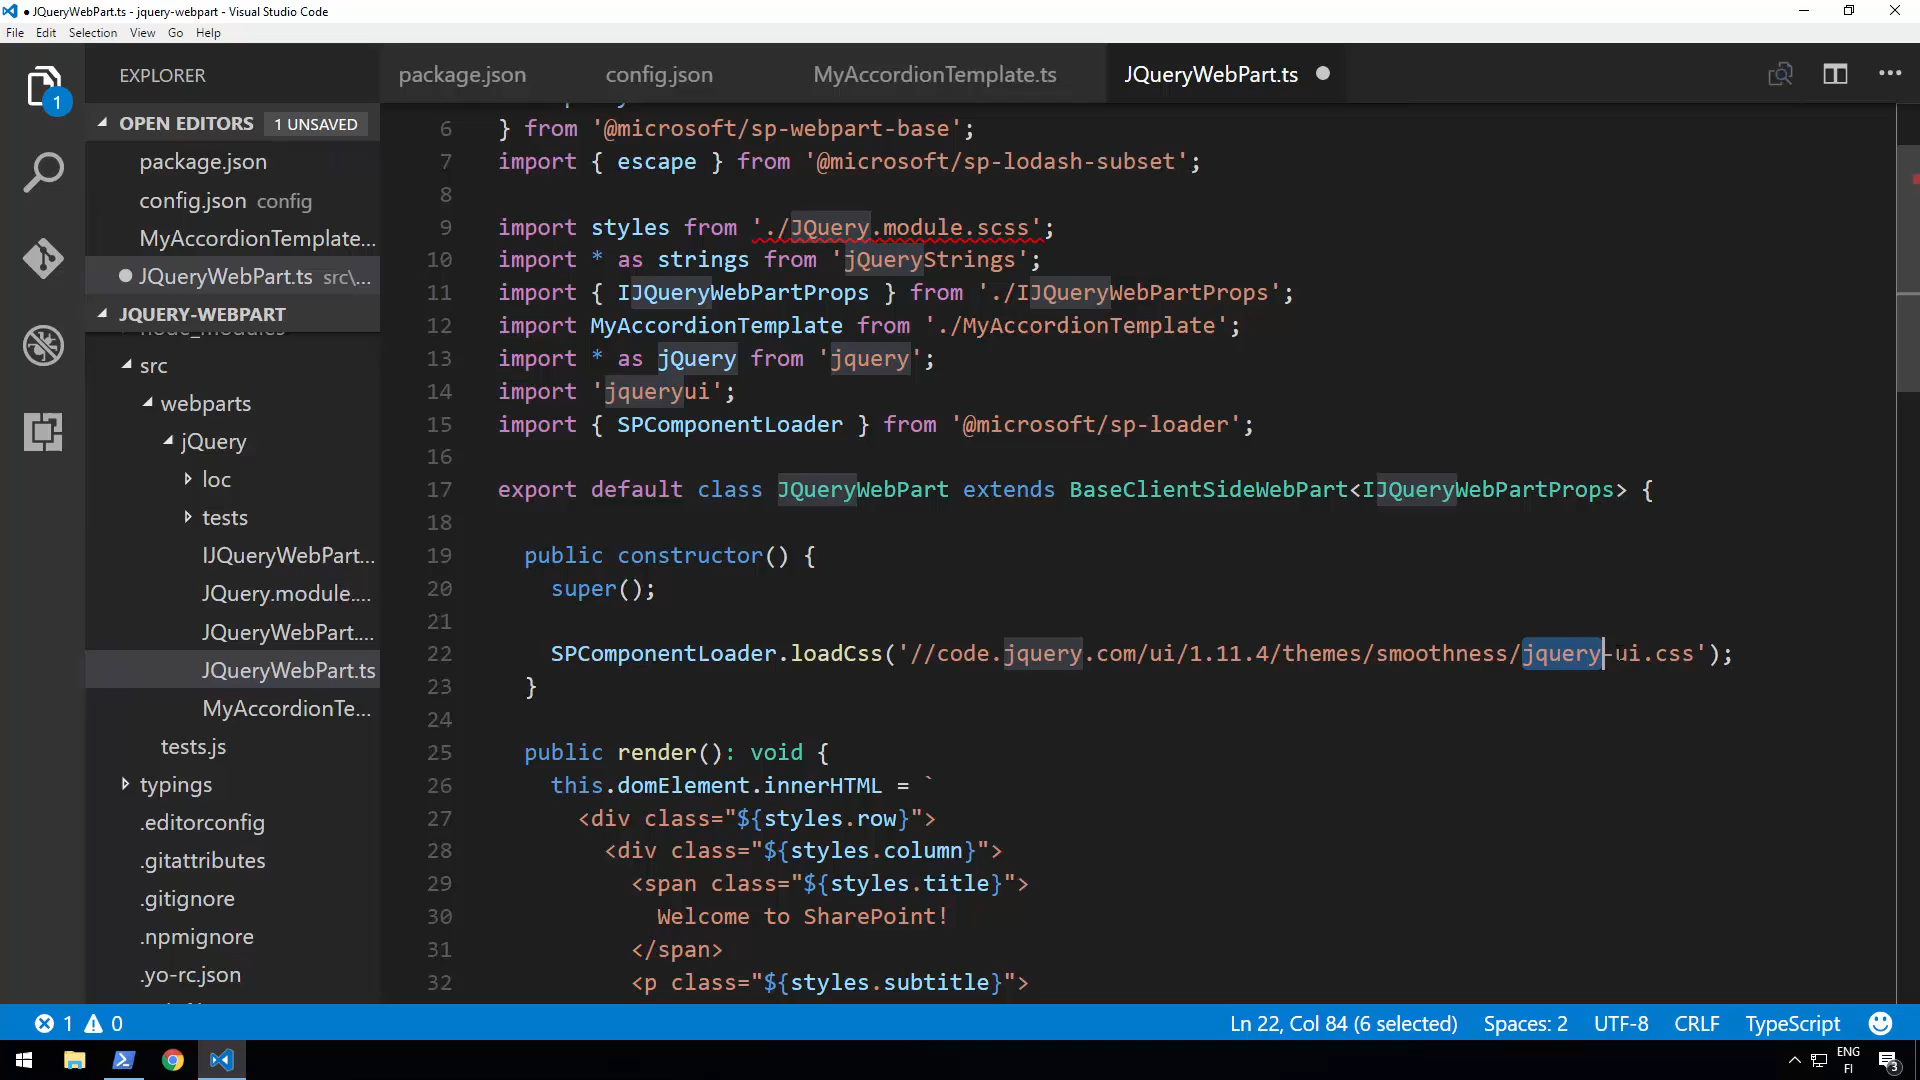 JQueryWebPart.ts - jquery-webpart - Visual Studio Code
File Edit Selection View Go Help
EXPLORER
OPEN EDITORS 1 UNSAVED
package.json
config.json config
MyAccordionTemplate...
JQueryWebPart.ts src\...
JQUERY-WEBPART
node_modules
src
webparts
jQuery
loc
tests
IJQueryWebPart...
JQuery.module....
JQueryWebPart....
JQueryWebPart.ts
MyAccordionTe...
tests.js
typings
.editorconfig
.gitattributes
.gitignore
.npmignore
.yo-rc.json
1
package.json config.json MyAccordionTemplate.ts JQueryWebPart.ts
6 } from '@microsoft/sp-webpart-base';
7 import { escape } from '@microsoft/sp-lodash-subset';
8
9 import styles from './JQuery.module.scss';
10 import * as strings from 'jQueryStrings';
11 import { IJQueryWebPartProps } from './IJQueryWebPartProps';
12 import MyAccordionTemplate from './MyAccordionTemplate';
13 import * as jQuery from 'jquery';
14 import 'jqueryui';
15 import { SPComponentLoader } from '@microsoft/sp-loader';
16
17 export default class JQueryWebPart extends BaseClientSideWebPart<IJQueryWebPartProps> {
18
19 public constructor() {
20 super();
21
22 SPComponentLoader.loadCss('//code.jquery.com/ui/1.11.4/themes/smoothness/jquery-ui.css');
23 }
24
25 public render(): void {
26 this.domElement.innerHTML = `
27 <div class="${styles.row}">
28 <div class="${styles.column}">
29 <span class="${styles.title}">
30 Welcome to SharePoint!
31 </span>
32 <p class="${styles.subtitle}">
1 0 Ln 22, Col 84 (6 selected) Spaces: 2 UTF-8 CRLF TypeScript
ENG
FI
3